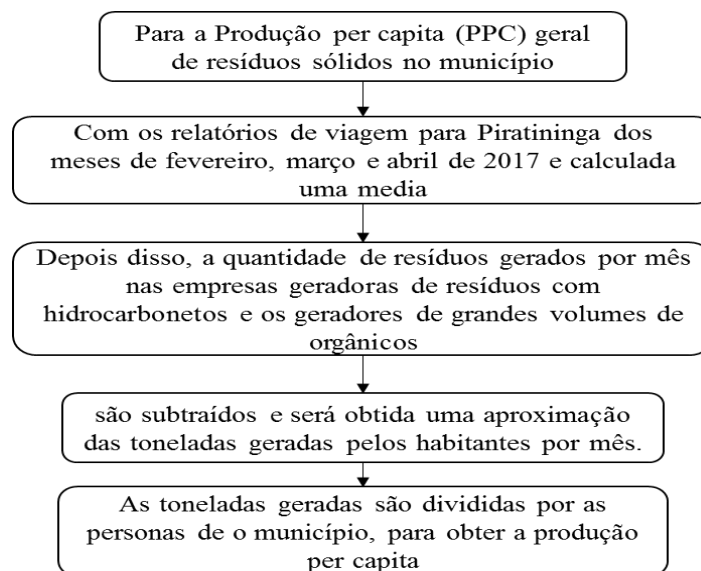 Para a Produção per capita (PPC) geral
de resíduos sólidos no município
Com os relatórios de viagem para Piratininga dos
meses de fevereiro, março e abril de 2017 e calculada
uma media
Depois disso, a quantidade de resíduos gerados por mês
nas empresas geradoras de resíduos com
hidrocarbonetos e os geradores de grandes volumes de
orgânicos
são subtraídos e será obtida uma aproximação
das toneladas geradas pelos habitantes por mês.
As toneladas geradas são divididas por as
personas de o município, para obter a produção
per capita